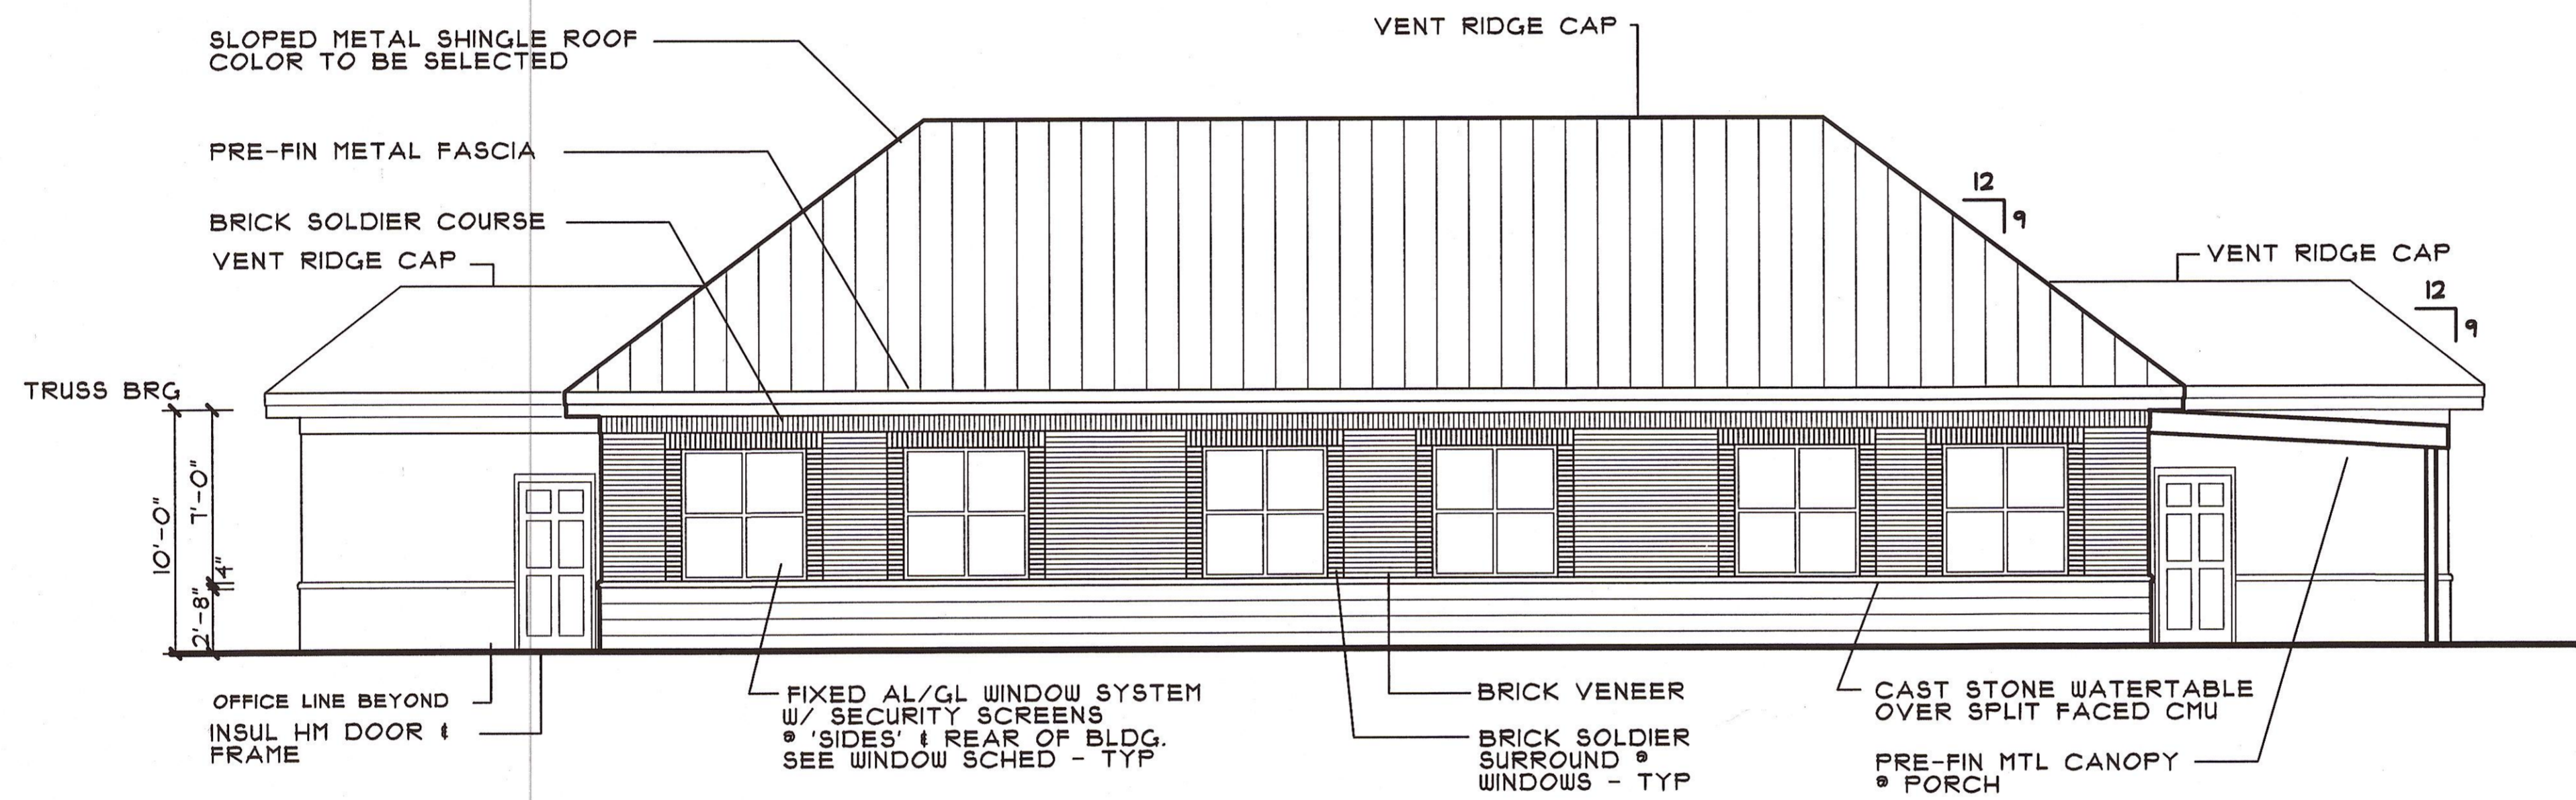 SLOPED METAL SHINGLE ROOF
COLOR TO BE SELECTED
VENT RIDGE CAP
PRE-FIN METAL FASCIA
BRICK SOLDIER COURSE
VENT RIDGE CAP
12
9
VENT RIDGE CAP
12
9
TRUSS BRG
10'-0"
7'-0"
4"
2'-8"
OFFICE LINE BEYOND
INSUL HM DOOR &
FRAME
FIXED AL/GL WINDOW SYSTEM
W/ SECURITY SCREENS
@ 'SIDES' & REAR OF BLDG.
SEE WINDOW SCHED - TYP
BRICK VENEER
BRICK SOLDIER
SURROUND @
WINDOWS - TYP
CAST STONE WATERTABLE
OVER SPLIT FACED CMU
PRE-FIN MTL CANOPY
@ PORCH